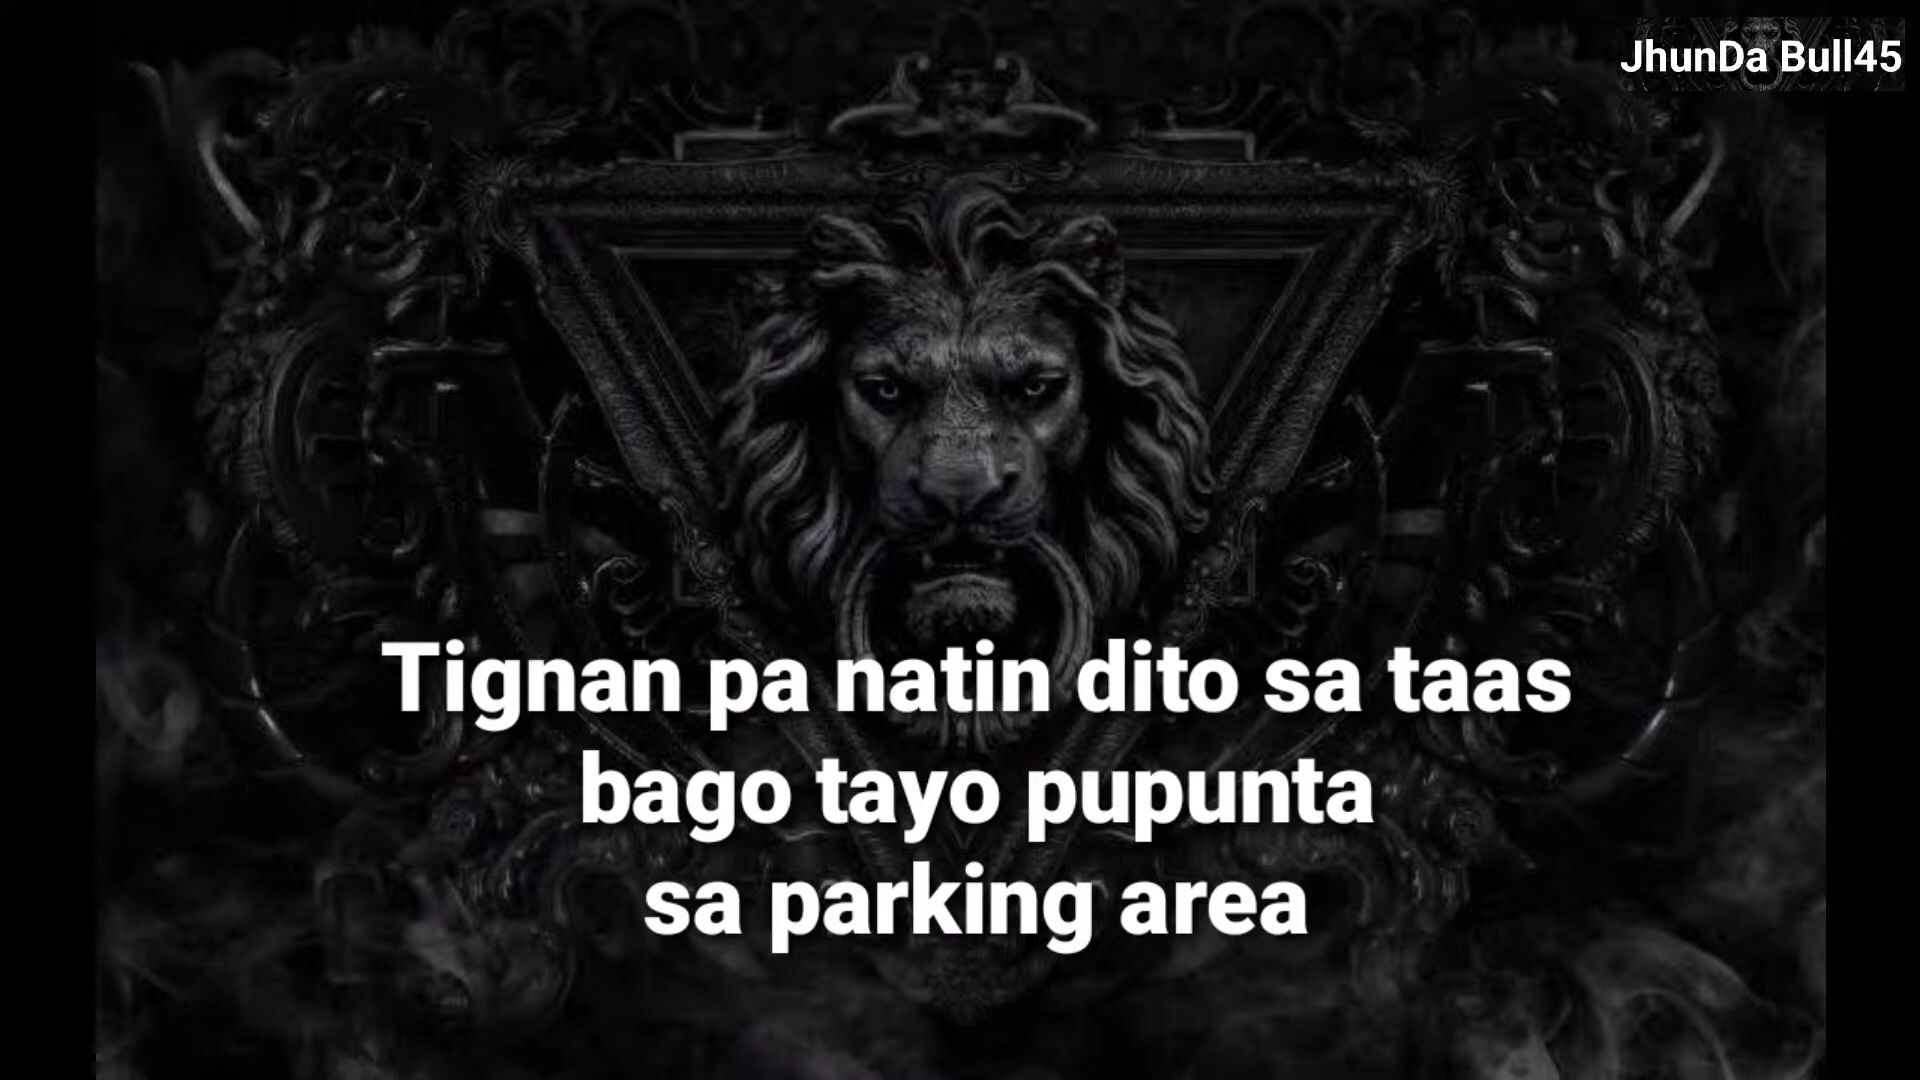 JhunDa Bull45
Tignan pa natin dito sa taas
bago tayo pupunta
sa parking area